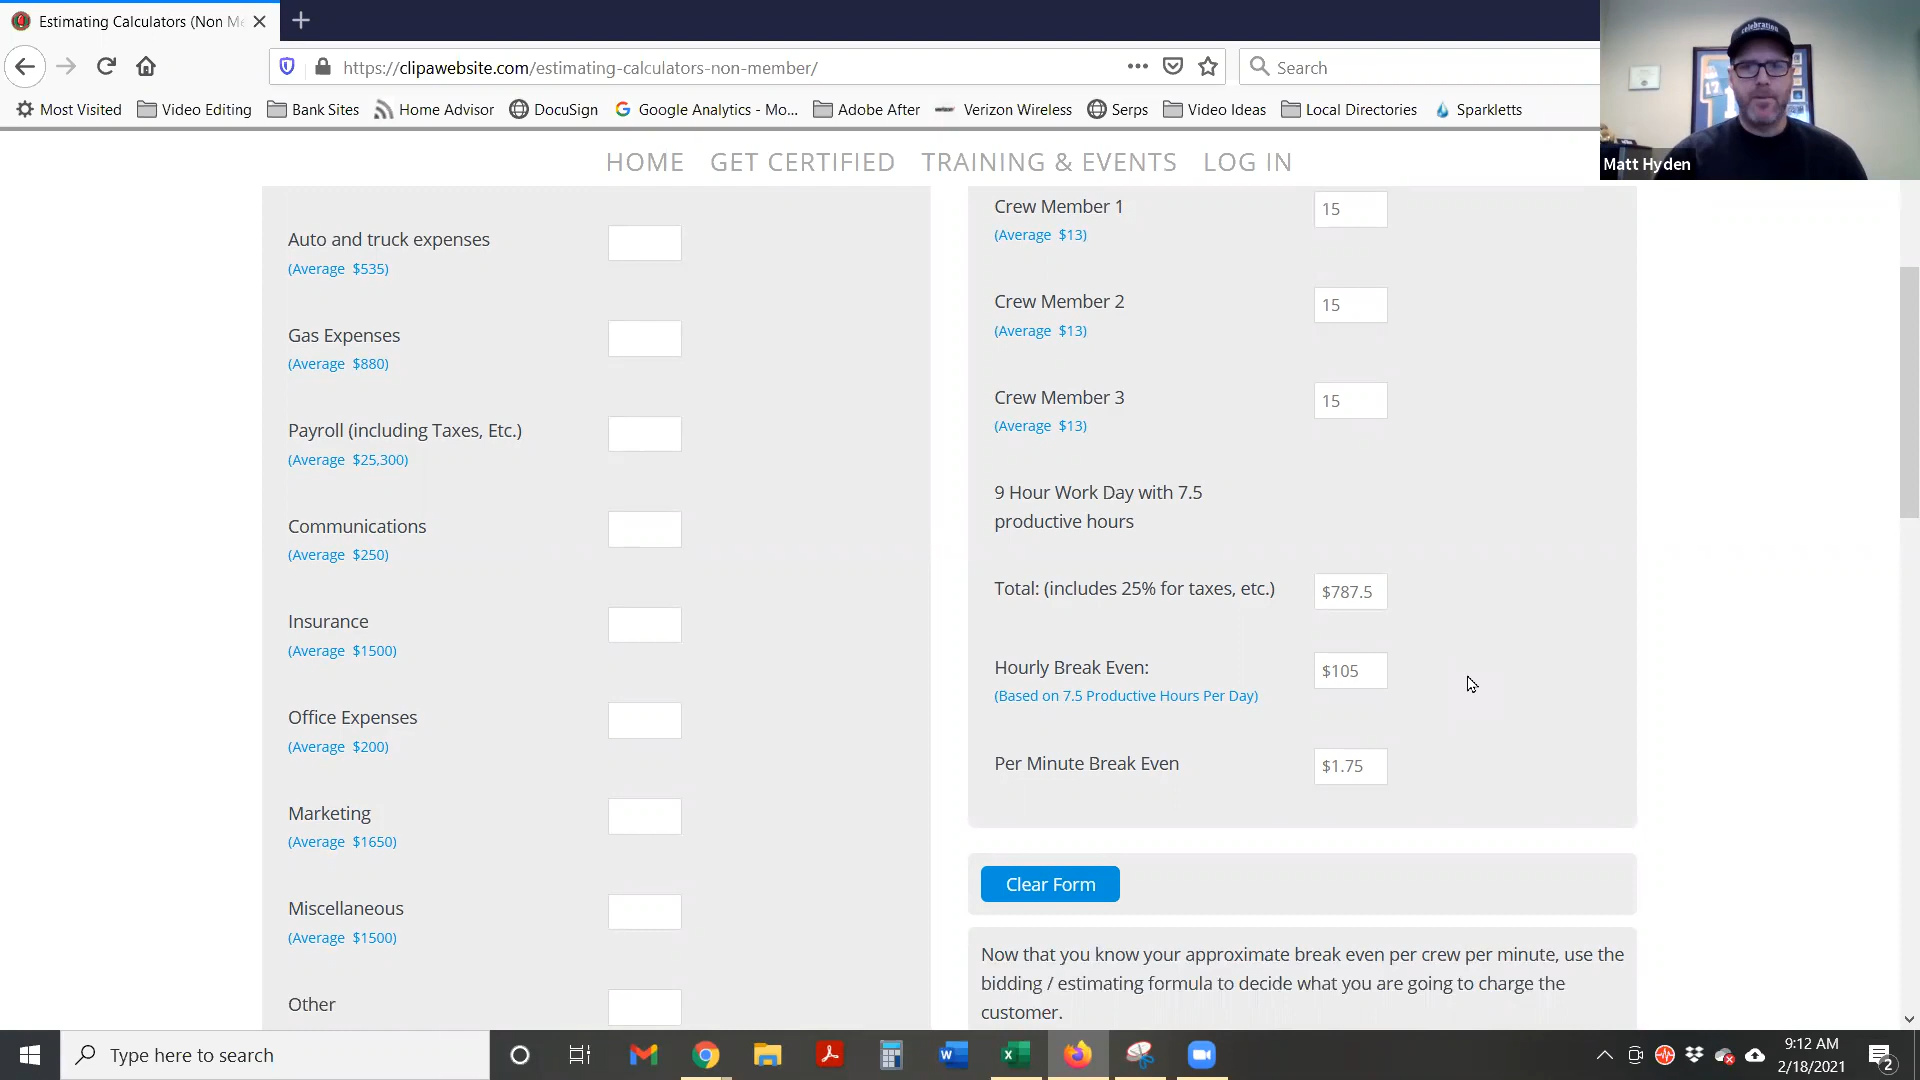 Estimating Calculators (Non Me
https://clipawebsite.com/estimating-calculators-non-member/
Search
Most Visited
Video Editing
Bank Sites
Home Advisor
DocuSign
Google Analytics - Mo...
Adobe After
Verizon Wireless
Serps
Video Ideas
Local Directories
Sparkletts
celebration
Matt Hyden
HOME
GET CERTIFIED
TRAINING & EVENTS
LOG IN
Auto and truck expenses
(Average $535)
Gas Expenses
(Average $880)
Payroll (including Taxes, Etc.)
(Average $25,300)
Communications
(Average $250)
Insurance
(Average $1500)
Office Expenses
(Average $200)
Marketing
(Average $1650)
Miscellaneous
(Average $1500)
Other
Crew Member 1
15
(Average $13)
Crew Member 2
15
(Average $13)
Crew Member 3
15
(Average $13)
9 Hour Work Day with 7.5
productive hours
Total: (includes 25% for taxes, etc.)
$787.5
Hourly Break Even:
$105
(Based on 7.5 Productive Hours Per Day)
Per Minute Break Even
$1.75
Clear Form
Now that you know your approximate break even per crew per minute, use the
bidding / estimating formula to decide what you are going to charge the
customer.
Type here to search
9:12 AM
2/18/2021
2